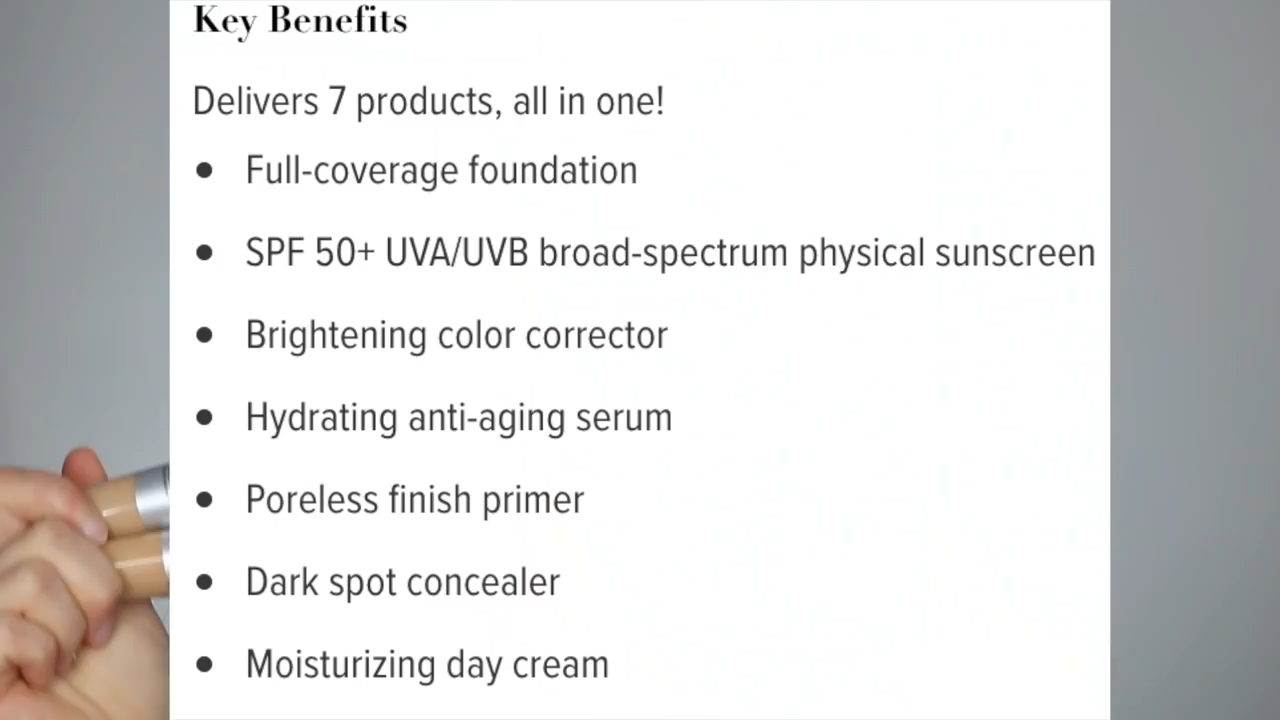 Key Benefits
Delivers 7 products, all in one!
• Full-coverage foundation
• SPF 50+ UVA/UVB broad-spectrum physical sunscreen
• Brightening color corrector
• Hydrating anti-aging serum
• Poreless finish primer
• Dark spot concealer
• Moisturizing day cream